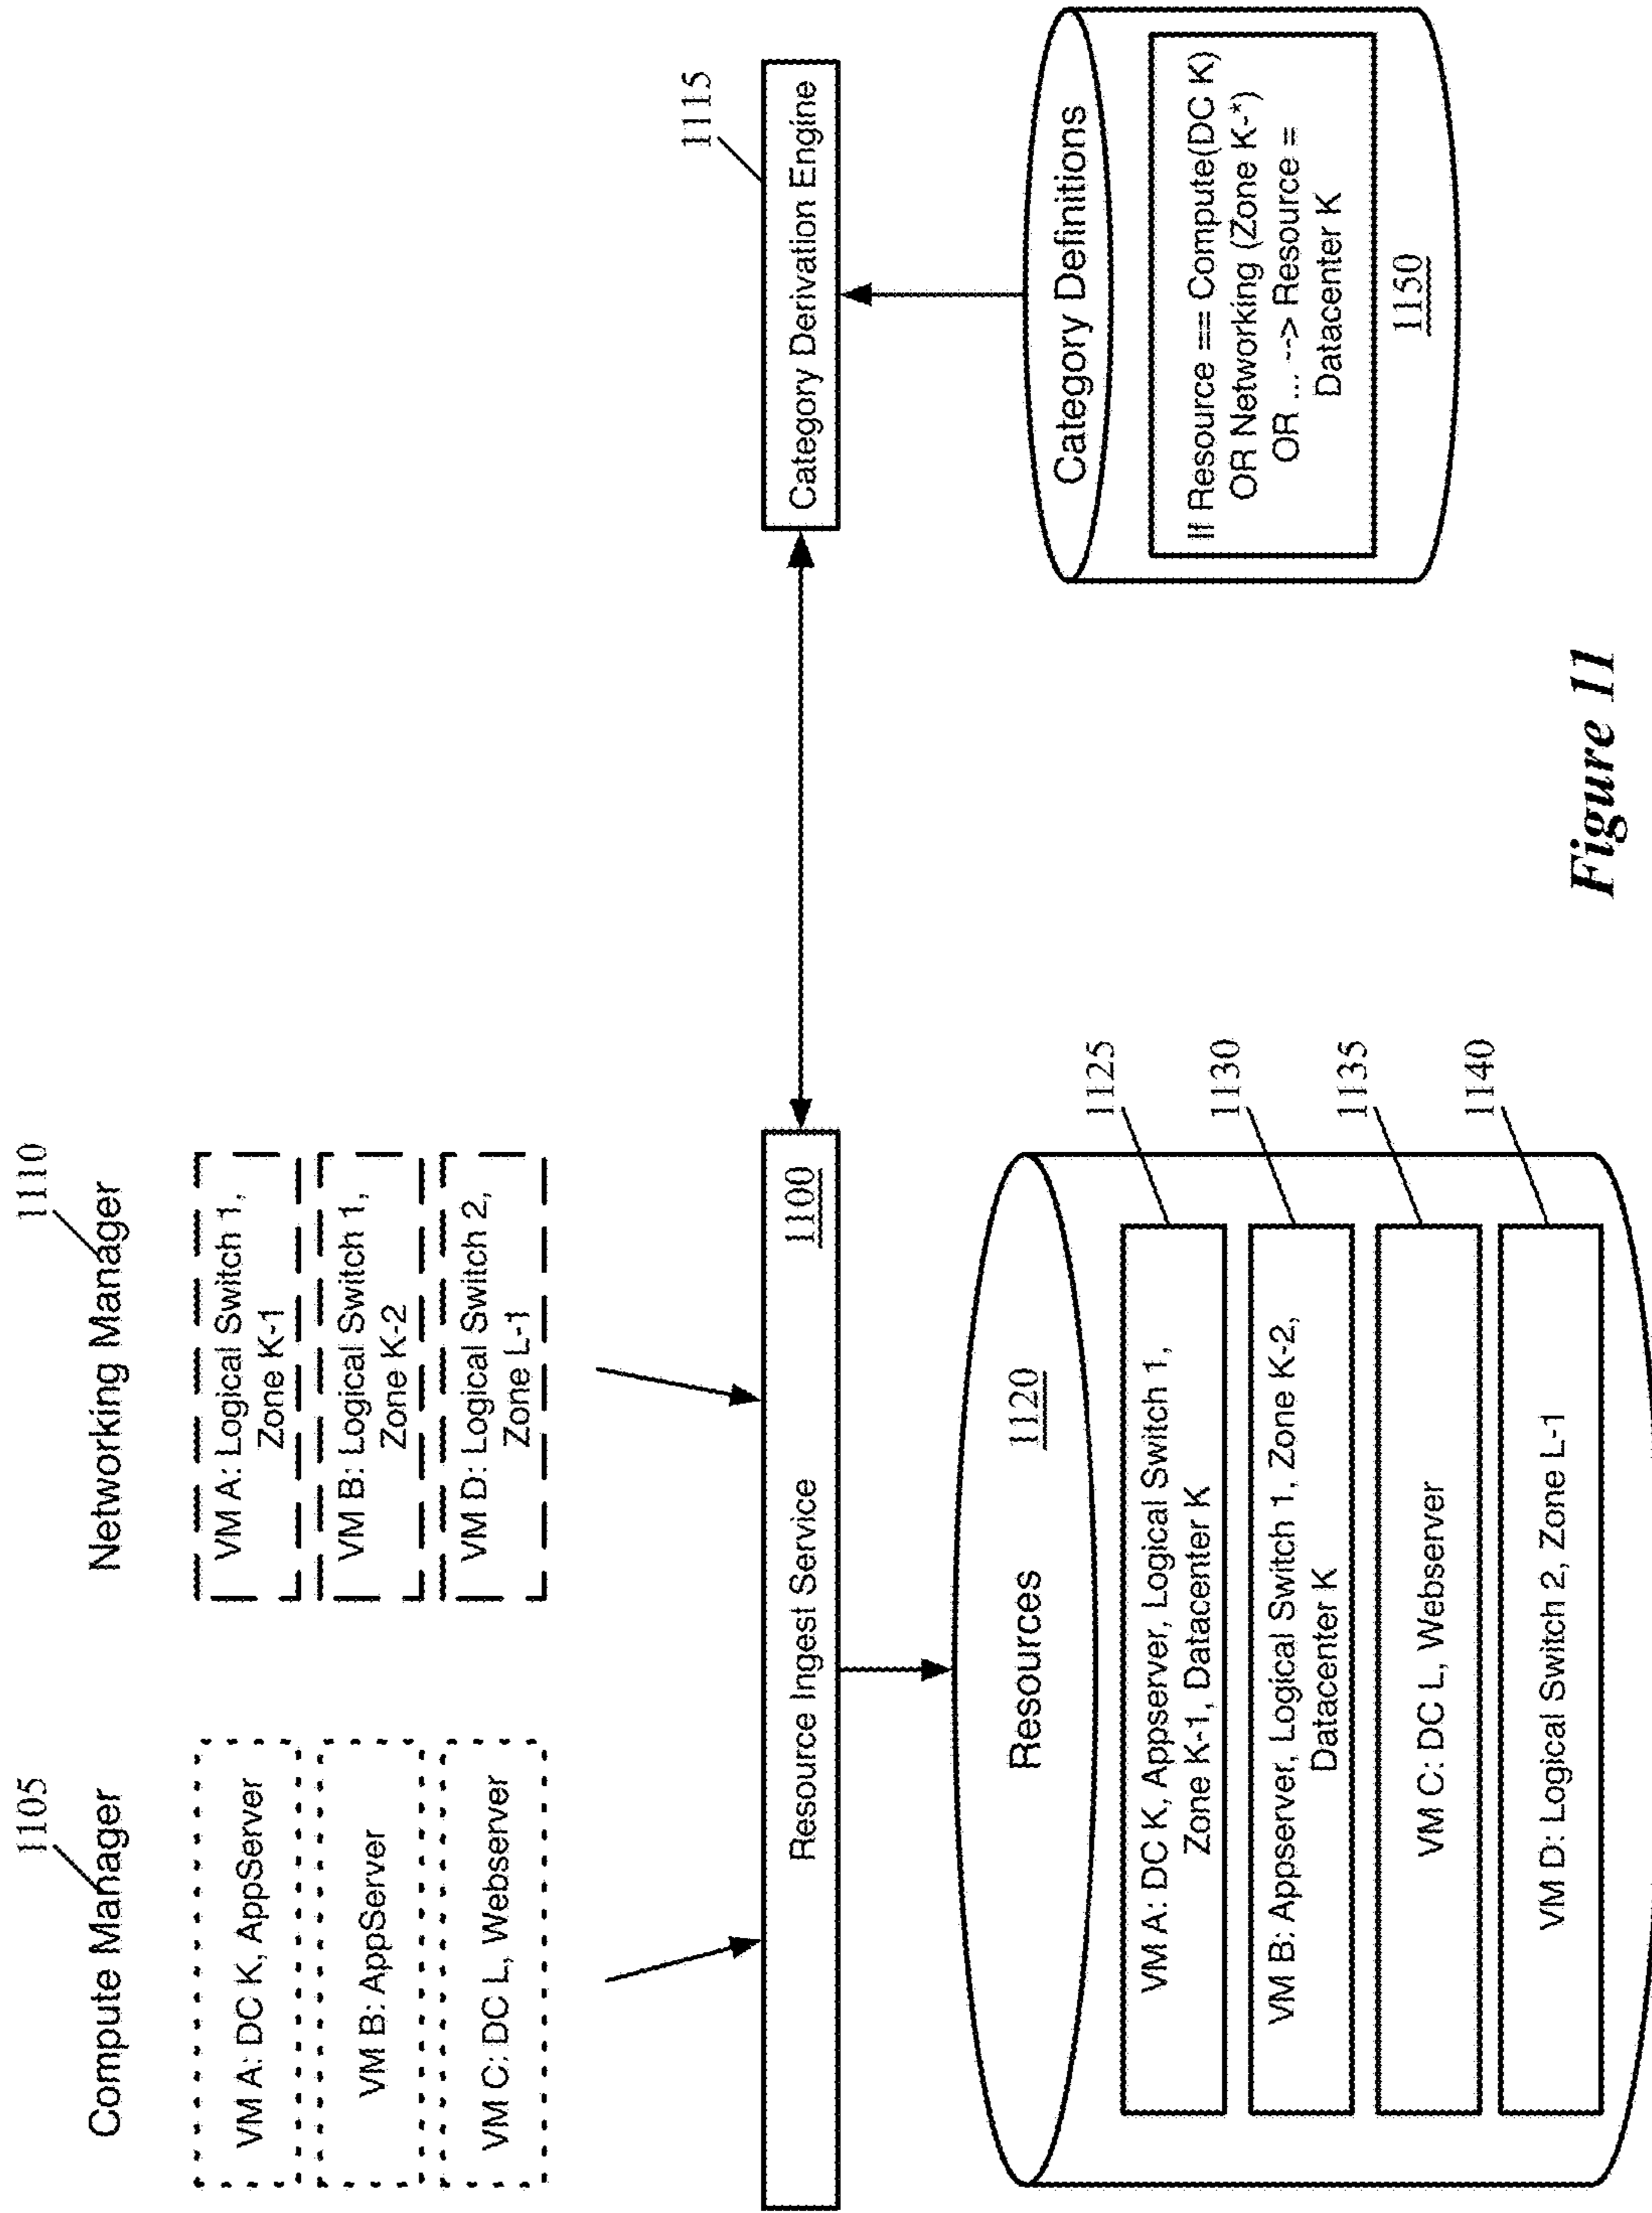 1105
Compute Manager
VM A: DC K, AppServer
VM B: AppServer
VM C: DC L, Webserver
1110
Networking Manager
VM A: Logical Switch 1,
Zone K-1
VM B: Logical Switch 1,
Zone K-2
VM D: Logical Switch 2,
Zone L-1
Resource Ingest Service
1100
1115
Category Derivation Engine
Resources
1120
VM A: DC K, Appserver, Logical Switch 1,
Zone K-1, Datacenter K
1125
VM B: Appserver, Logical Switch 1, Zone K-2,
Datacenter K
1130
VM C: DC L, Webserver
1135
VM D: Logical Switch 2, Zone L-1
1140
Category Definitions
If Resource == Compute(DC K)
OR Networking (Zone K-*)
OR ... --> Resource =
Datacenter K
1150
Figure 11